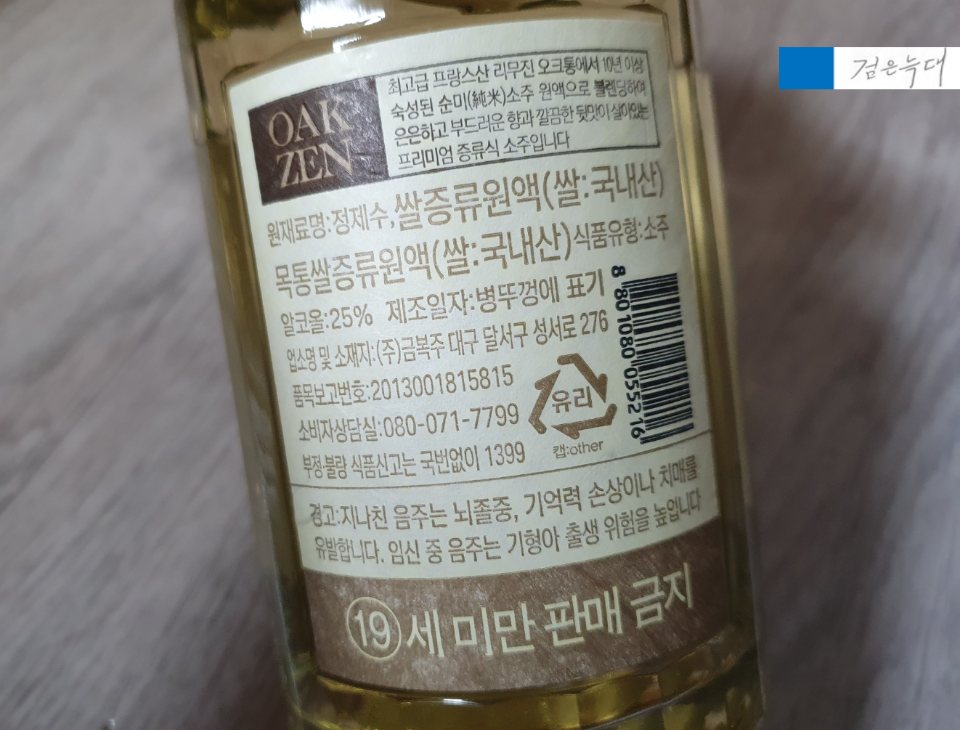 검은늑대
OAK
ZEN
최고급 프랑스산 리무진 오크통에서 10년 이상
숙성된 순미(純米)소주 원액으로 블렌딩하여
은은하고 부드러운 향과 깔끔한 뒷맛이 살아있는
프리미엄 증류식 소주입니다
원재료명:정제수,쌀증류원액(쌀:국내산)
목통쌀증류원액(쌀:국내산)식품유형:소주
알코올:25% 제조일자:병뚜껑에 표기
업소명 및 소재지:(주)금복주 대구 달서구 성서로 276
품목보고번호:2013001815815
소비자상담실:080-071-7799
부정·불량 식품신고는 국번없이 1399
유리
캡:other
8 801080 055216
경고:지나친 음주는 뇌졸중, 기억력 손상이나 치매를
유발합니다. 임신 중 음주는 기형아 출생 위험을 높입니다
19세 미만 판매 금지